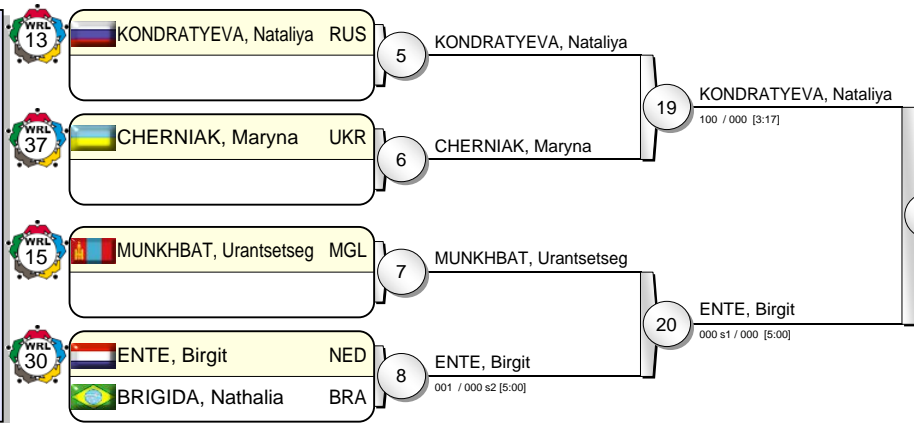 WRL
13
KONDRATYEVA, Nataliya RUS
5
KONDRATYEVA, Nataliya
19
KONDRATYEVA, Nataliya
100 / 000 [3:17]
WRL
37
CHERNIAK, Maryna UKR
6
CHERNIAK, Maryna
WRL
15
MUNKHBAT, Urantsetseg MGL
7
MUNKHBAT, Urantsetseg
20
ENTE, Birgit
000 s1 / 000 [5:00]
WRL
30
ENTE, Birgit NED
BRIGIDA, Nathalia BRA
8
ENTE, Birgit
001 / 000 s2 [5:00]